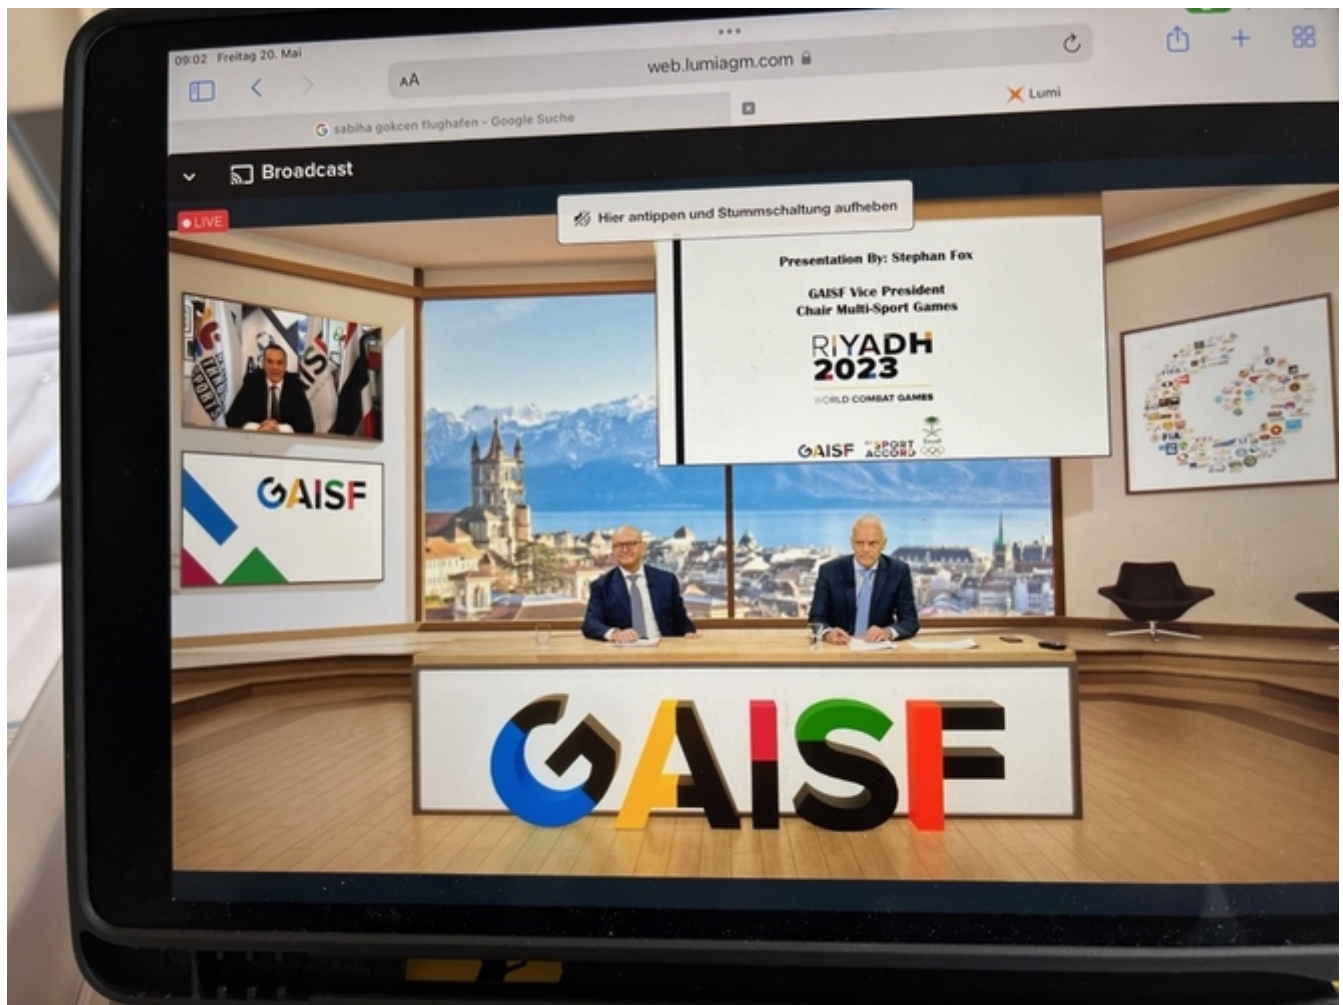 09:02 Freitag 20. Mai
AA
web.lumiagm.com
sabiha gokcen flughafen - Google Suche
Lumi
Broadcast
LIVE
Hier antippen und Stummschaltung aufheben
Presentation By: Stephan Fox
GAISF Vice President
Chair Multi-Sport Games
RIYADH
2023
WORLD COMBAT GAMES
GAISF
SPORT
ACCORD
SPORTS
GAISF
FIA
GAISF